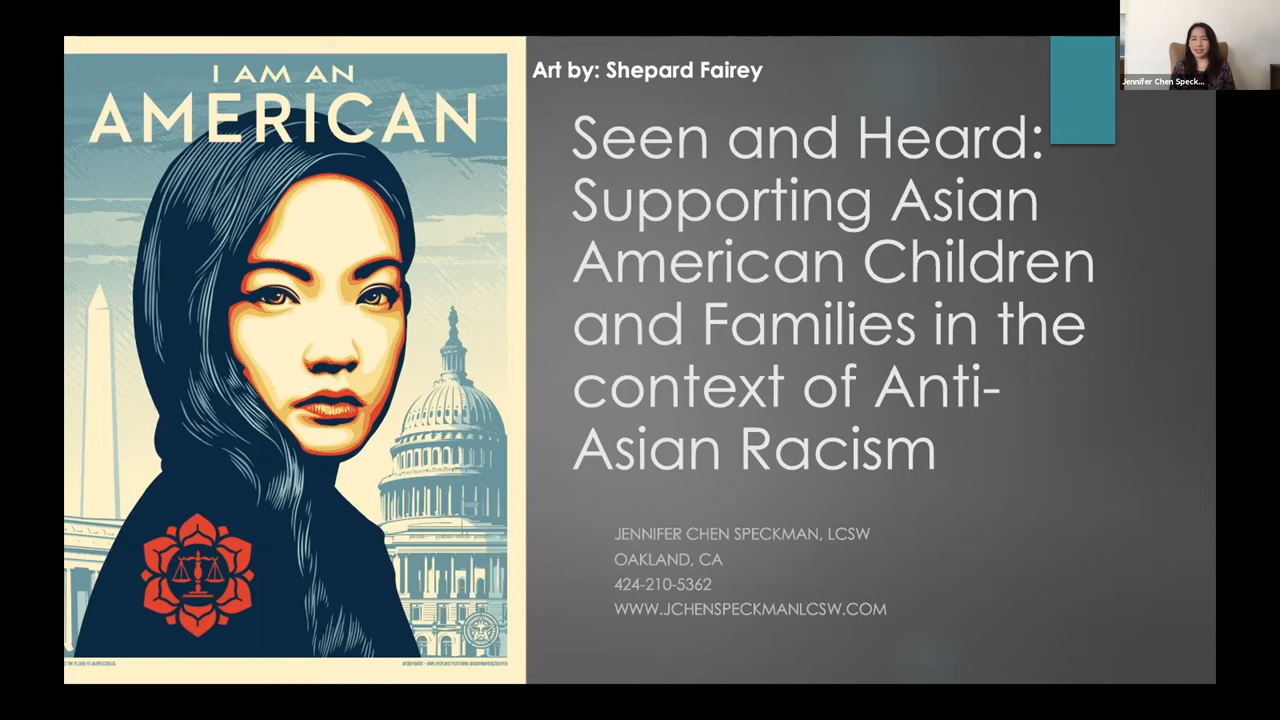 I AM AN
AMERICAN
Art by: Shepard Fairey
Seen and Heard:
Supporting Asian
American Children
and Families in the
context of Anti-
Asian Racism
JENNIFER CHEN SPECKMAN, LCSW
OAKLAND, CA
424-210-5362
WWW.JCHENSPECKMANLCSW.COM
Jennifer Chen Speck...